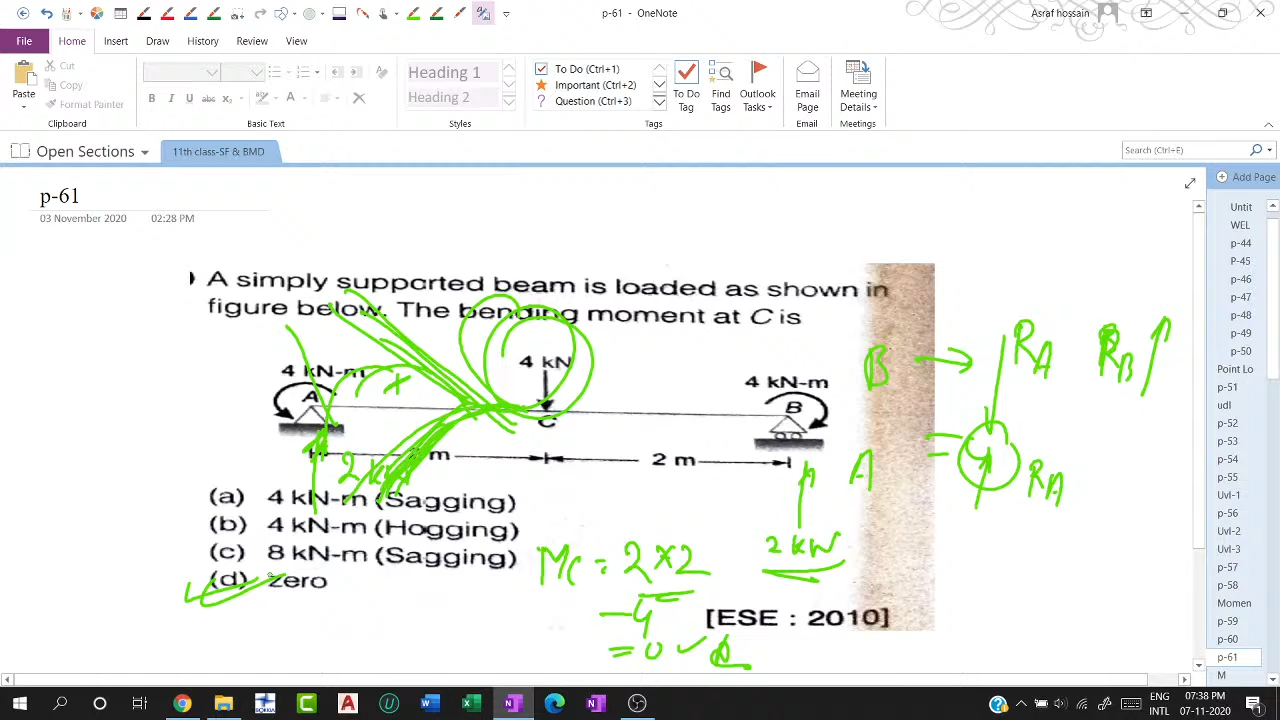 p-61 - OneNote
Asraf hossain
File Home Insert Draw History Review View
Paste
Cut
Copy
Format Painter
Clipboard
B I U abc x₂ A
Basic Text
Heading 1
Heading 2
Styles
To Do (Ctrl+1)
Important (Ctrl+2)
Question (Ctrl+3)
To Do Tag
Find Tags
Outlook Tasks
Tags
Email Page
Email
Meeting Details
Meetings
Open Sections 11th class-SF & BMD
Search (Ctrl+E)
Add Page
p-61
03 November 2020 02:28 PM
A simply supported beam is loaded as shown in
figure below. The bending moment at C is
4 kN-m
4 kN
4 kN-m
A
B
C
m
2 m
2 kN
+
(a) 4 kN-m (Sagging)
(b) 4 kN-m (Hogging)
(c) 8 kN-m (Sagging)
(d) zero
[ESE : 2010]
Mc = 2×2
-4
= 0
2 kN
B → RA RB
A RA
Untit
WEL
p-44
P-45
p-46
p-47
p-48
p-49
p-50
Point Lo
P-51
udl
p-53
p-54
p-55
Uvl-1
p-56
Uvl-2
Uvl-3
p-57
p-58
Momen
p-59
p-60
p-61
M
ENG
INTL
07:38 PM
07-11-2020